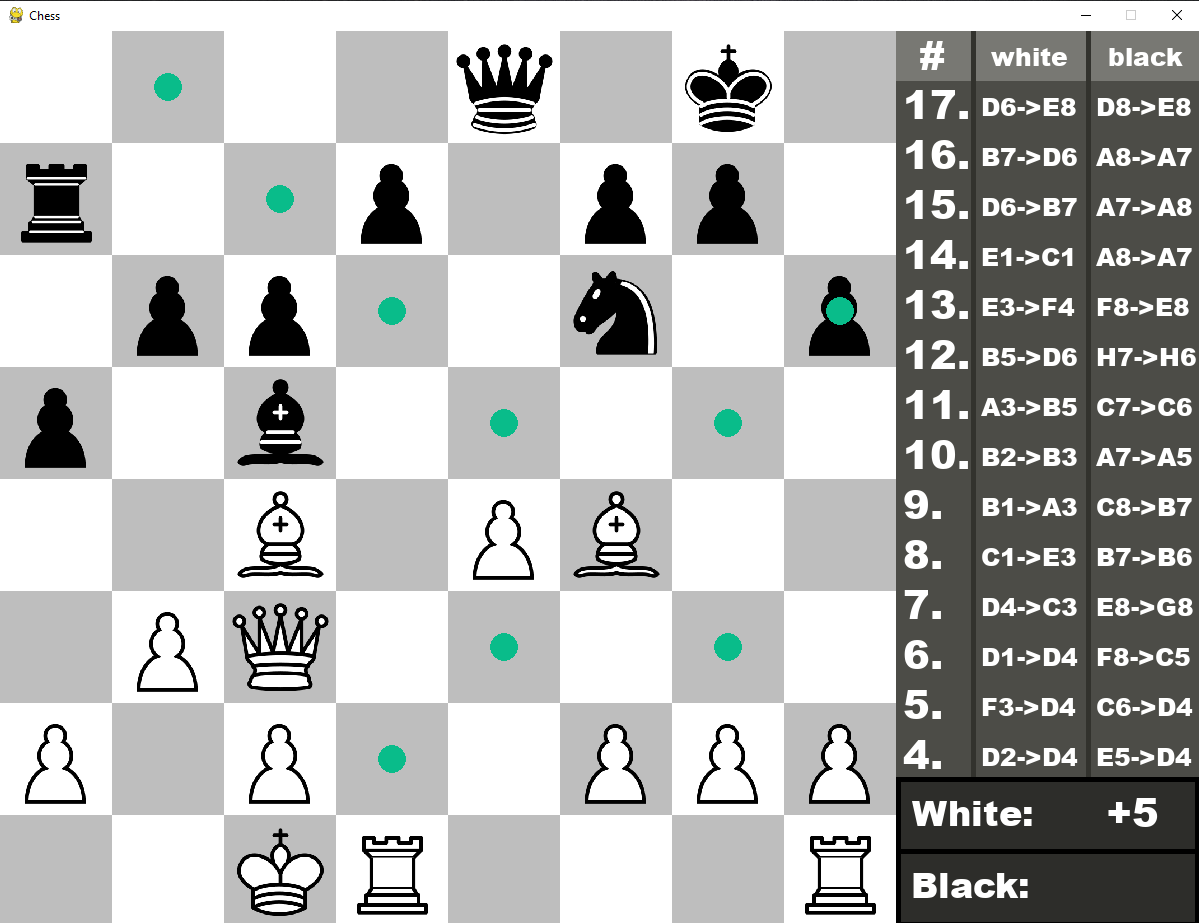 Chess
# white black
17. D6->E8 D8->E8
16. B7->D6 A8->A7
15. D6->B7 A7->A8
14. E1->C1 A8->A7
13. E3->F4 F8->E8
12. B5->D6 H7->H6
11. A3->B5 C7->C6
10. B2->B3 A7->A5
9. B1->A3 C8->B7
8. C1->E3 B7->B6
7. D4->C3 E8->G8
6. D1->D4 F8->C5
5. F3->D4 C6->D4
4. D2->D4 E5->D4
White: +5
Black: